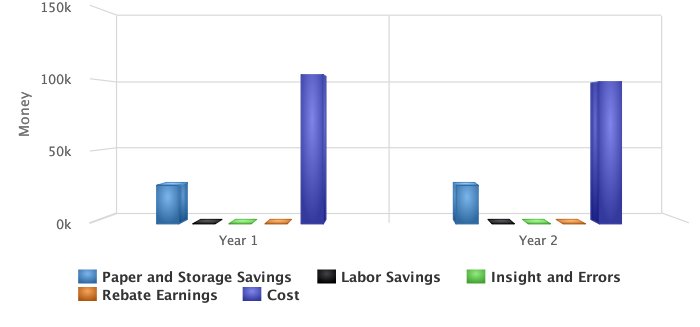 150k
100k
50k
0k
Money
Year 1 Year 2
Paper and Storage Savings Labor Savings Insight and Errors
Rebate Earnings Cost